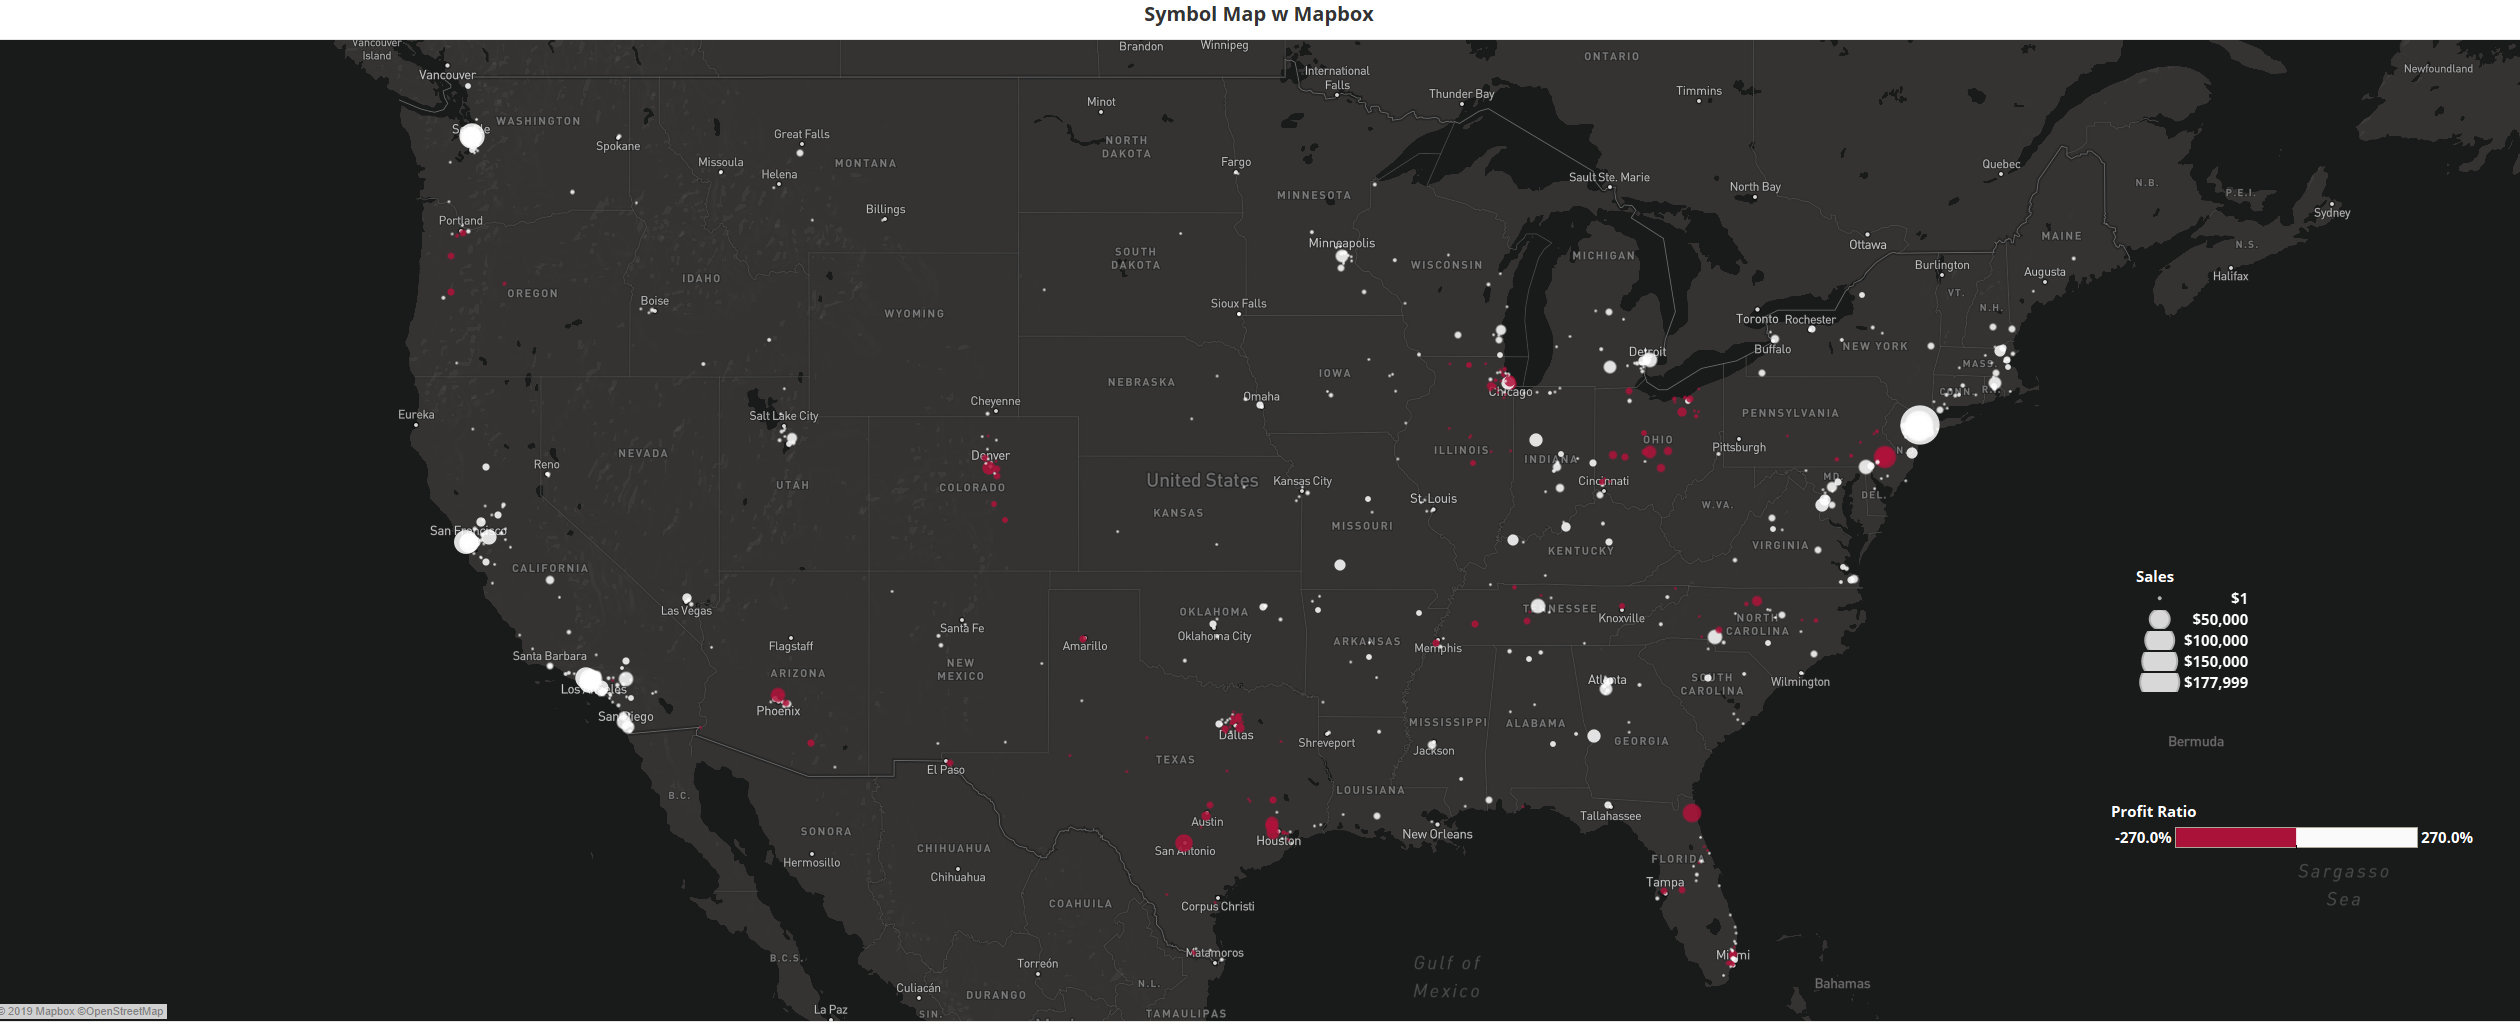 Symbol Map w Mapbox
Vancouver
Island
Brandon
Winnipeg
ONTARIO
Newfoundland
Vancouver
International
Falls
Thunder Bay
Timmins
Minot
WASHINGTON
Spokane
Great Falls
MONTANA
Missoula
Helena
NORTH
DAKOTA
Fargo
MINNESOTA
Sault Ste. Marie
North Bay
Quebec
N.B.
P.E.I.
Sydney
Billings
Portland
Minneapolis
WISCONSIN
MICHIGAN
Ottawa
MAINE
N.S.
Halifax
Burlington
Augusta
SOUTH
DAKOTA
IDAHO
OREGON
Boise
WYOMING
Sioux Falls
VT.
N.H.
Toronto
Rochester
Buffalo
NEW YORK
Detroit
MASS.
CONN.
R.I.
IOWA
NEBRASKA
Omaha
Chicago
PENNSYLVANIA
Cheyenne
Eureka
Salt Lake City
NEVADA
Reno
UTAH
Denver
COLORADO
United States
Kansas City
KANSAS
St. Louis
MISSOURI
ILLINOIS
INDIANA
OHIO
Pittsburgh
Cincinnati
MD.
DEL.
W.VA.
VIRGINIA
KENTUCKY
San Francisco
CALIFORNIA
Las Vegas
OKLAHOMA
Oklahoma City
Santa Fe
Amarillo
ARKANSAS
Memphis
TENNESSEE
Knoxville
NORTH
CAROLINA
Santa Barbara
Los Angeles
San Diego
Flagstaff
ARIZONA
Phoenix
NEW
MEXICO
Atlanta
SOUTH
CAROLINA
Wilmington
MISSISSIPPI
ALABAMA
GEORGIA
Dallas
Shreveport
Jackson
El Paso
TEXAS
LOUISIANA
Tallahassee
New Orleans
Austin
San Antonio
Houston
B.C.
SONORA
Hermosillo
CHIHUAHUA
Chihuahua
COAHUILA
Corpus Christi
FLORIDA
Tampa
Miami
Matamoros
B.C.S.
Torreón
N.L.
Culiacán
DURANGO
SIN.
La Paz
TAMAULIPAS
Gulf of
Mexico
Bahamas
Sales
$1
$50,000
$100,000
$150,000
$177,999
Bermuda
Profit Ratio
-270.0%
270.0%
Sargasso
Sea
© 2019 Mapbox ©OpenStreetMap